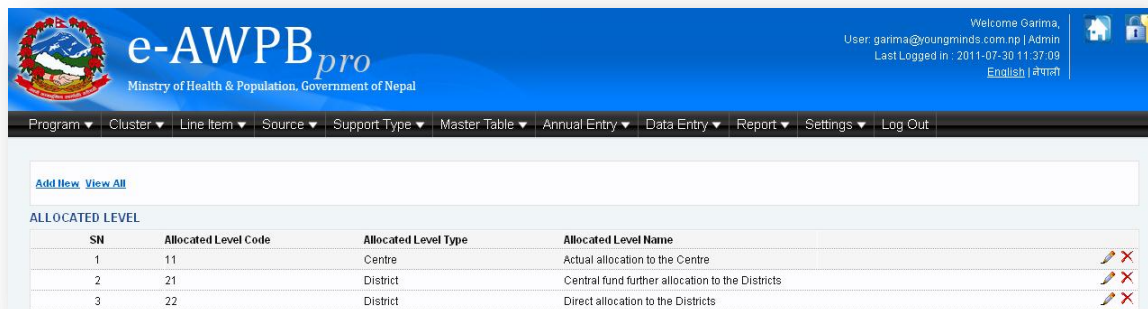 e-AWPB pro
Minstry of Health & Population, Government of Nepal
Welcome Garima,
User: garima@youngminds.com.np | Admin
Last Logged in : 2011-07-30 11:37:09
English | नेपाली
Program ▼ Cluster ▼ Line Item ▼ Source ▼ Support Type ▼ Master Table ▼ Annual Entry ▼ Data Entry ▼ Report ▼ Settings ▼ Log Out
Add New View All
ALLOCATED LEVEL
SN Allocated Level Code Allocated Level Type Allocated Level Name
1 11 Centre Actual allocation to the Centre
2 21 District Central fund further allocation to the Districts
3 22 District Direct allocation to the Districts